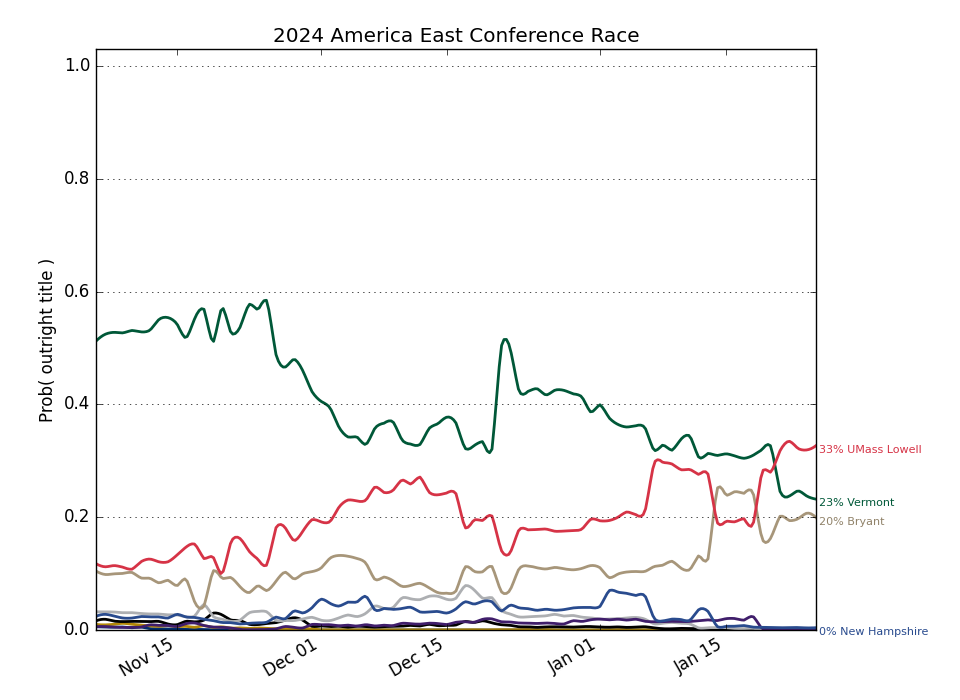 2024 America East Conference Race
1.0
0.8
0.6
0.4
0.2
0.0
Prob( outright title )
Nov 15
Dec 01
Dec 15
Jan 01
Jan 15
33% UMass Lowell
23% Vermont
20% Bryant
0% New Hampshire